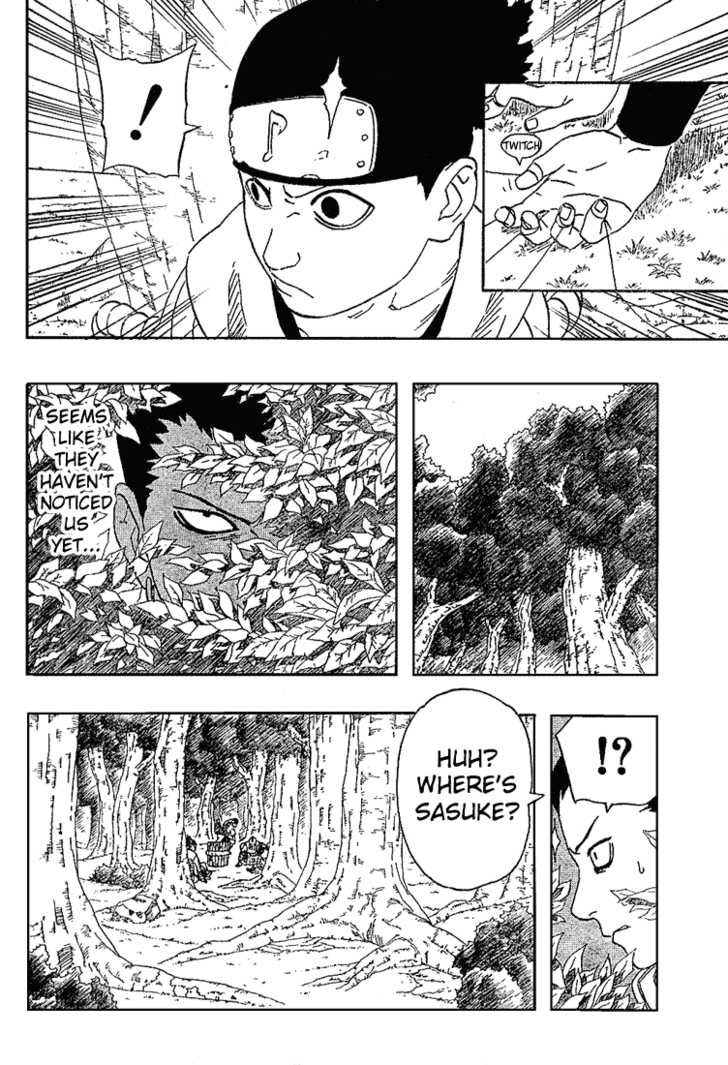 TWITCH
!
SEEMS
LIKE
THEY
HAVEN'T
NOTICED
US
YET...
!?
HUH?
WHERE'S
SASUKE?